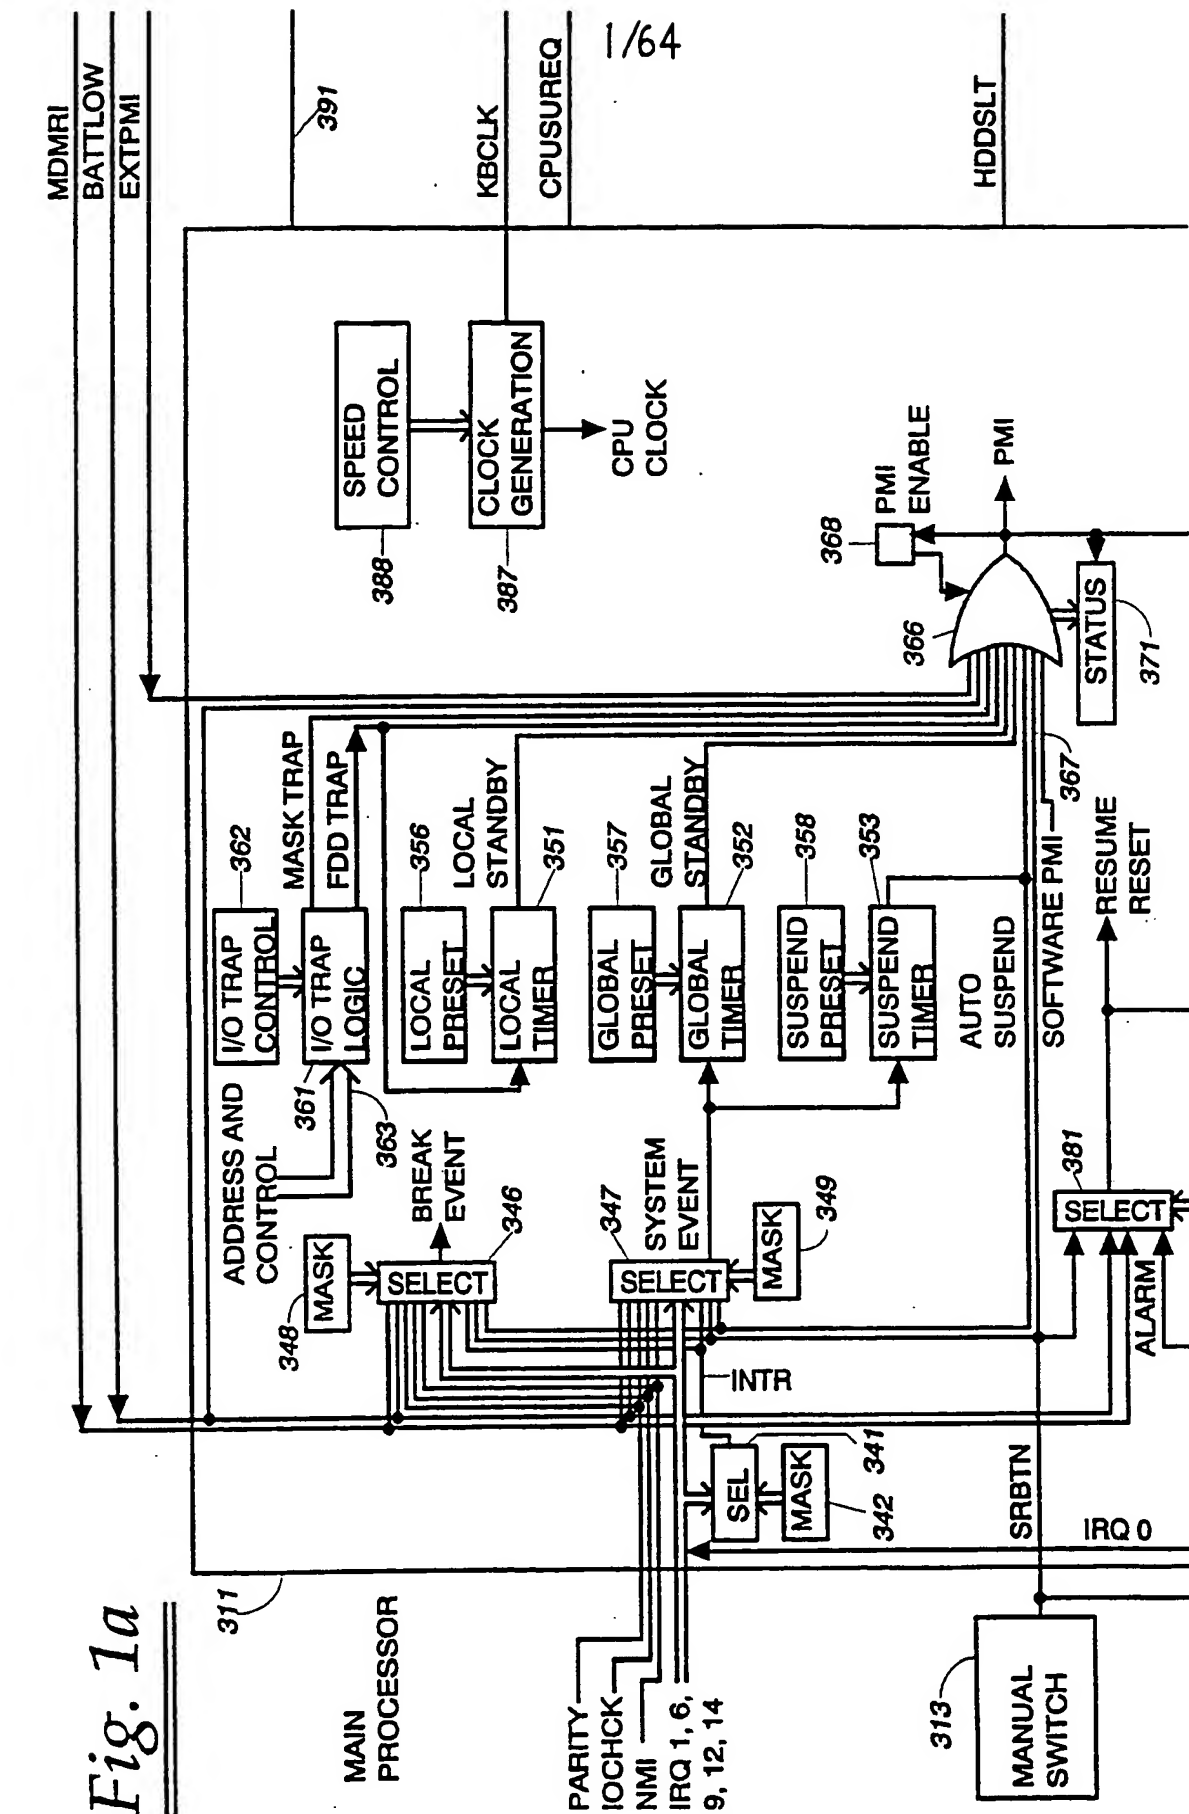 Fig. 1a
1/64
MDMRI
BATTLOW
EXTPMI
391
KBCLK
CPUSUREQ
HDDSLT
311
MAIN
PROCESSOR
SPEED
CONTROL
388
CLOCK
GENERATION
387
CPU
CLOCK
I/O TRAP
CONTROL
362
I/O TRAP
LOGIC
361
MASK TRAP
FDD TRAP
ADDRESS AND
CONTROL
363
LOCAL
PRESET
356
LOCAL
TIMER
351
LOCAL
STANDBY
GLOBAL
PRESET
357
GLOBAL
TIMER
352
GLOBAL
STANDBY
SUSPEND
PRESET
358
SUSPEND
TIMER
353
AUTO
SUSPEND
SOFTWARE PMI
367
366
368
PMI
ENABLE
PMI
STATUS
371
MASK
348
SELECT
346
BREAK
EVENT
SELECT
347
SYSTEM
EVENT
MASK
349
INTR
SEL
341
MASK
342
PARITY
IOCHCK
NMI
IRQ 1, 6,
9, 12, 14
SELECT
381
RESUME
RESET
ALARM
SRBTN
IRQ 0
MANUAL
SWITCH
313